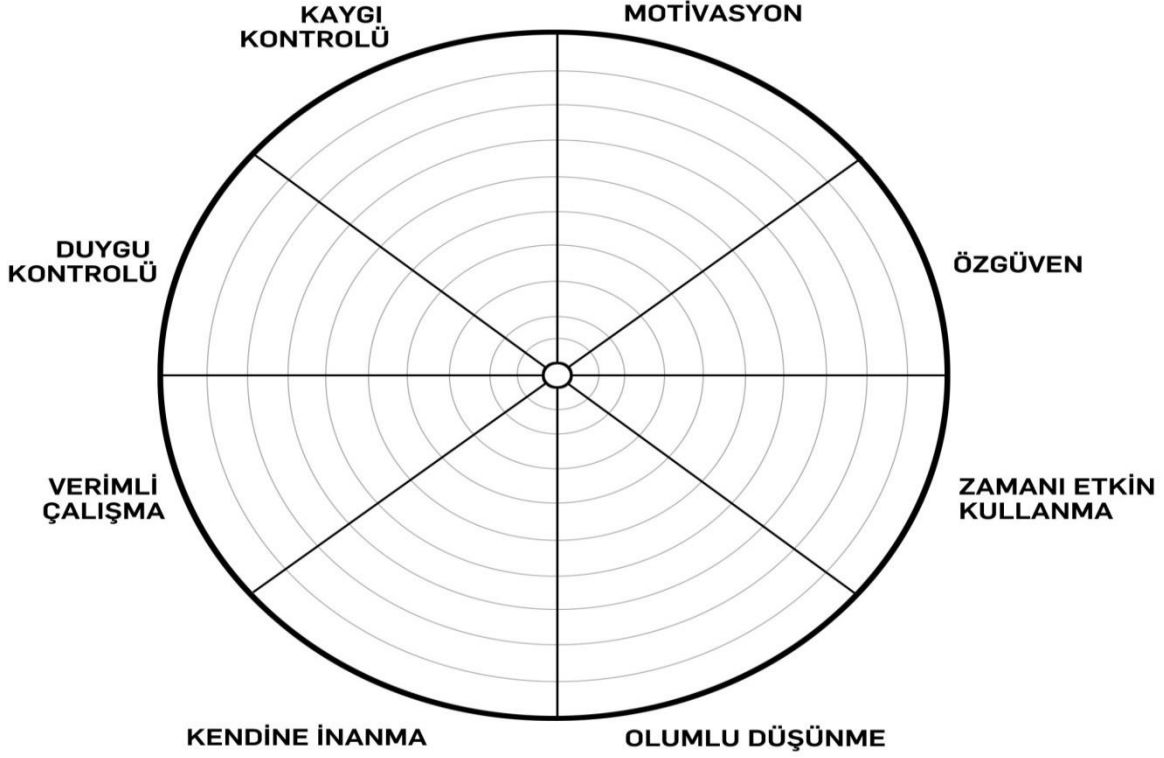 KAYGI
KONTROLÜ
MOTİVASYON
DUYGU
KONTROLÜ
ÖZGÜVEN
VERİMLİ
ÇALIŞMA
ZAMANI ETKİN
KULLANMA
KENDİNE İNANMA
OLUMLU DÜŞÜNME